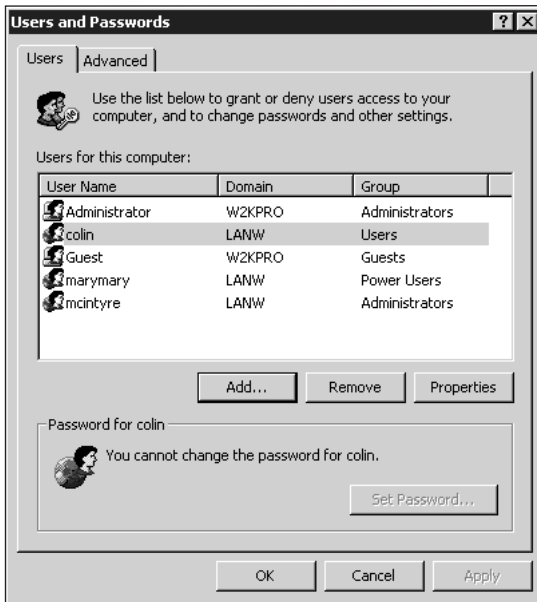 Users and Passwords
Users Advanced
Use the list below to grant or deny users access to your
computer, and to change passwords and other settings.
Users for this computer:
User Name Domain Group
Administrator W2KPRO Administrators
colin LANW Users
Guest W2KPRO Guests
marymary LANW Power Users
mcintyre LANW Administrators
Add... Remove Properties
Password for colin
You cannot change the password for colin.
Set Password...
OK Cancel Apply